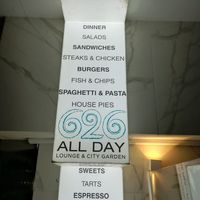 DINNER
SALADS
SANDWICHES
STEAKS & CHICKEN
BURGERS
FISH & CHIPS
SPAGHETTI & PASTA
HOUSE PIES
626
ALL DAY
LOUNGE & CITY GARDEN
SWEETS
TARTS
ESPRESSO